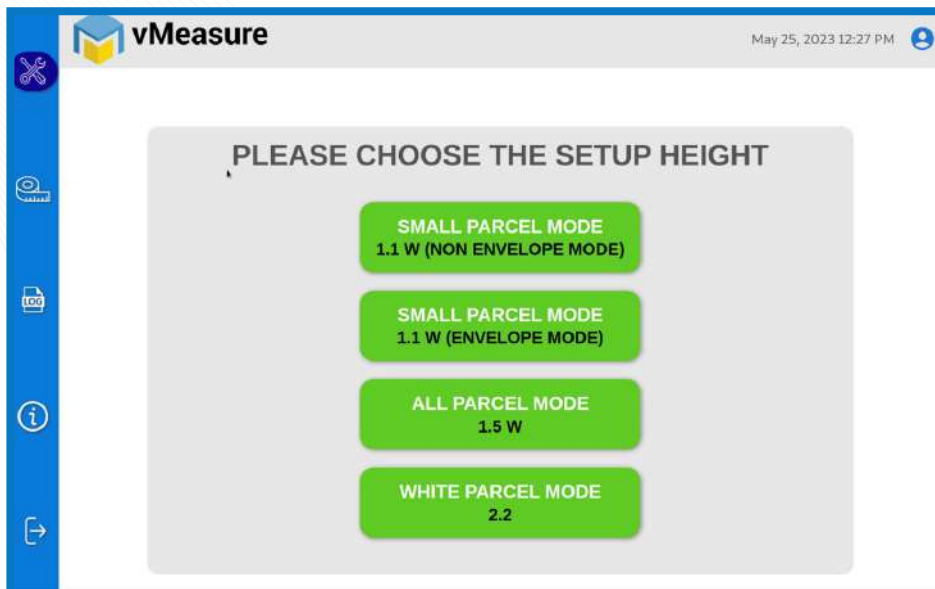 vMeasure
May 25, 2023 12:27 PM
PLEASE CHOOSE THE SETUP HEIGHT
SMALL PARCEL MODE
1.1 W (NON ENVELOPE MODE)
SMALL PARCEL MODE
1.1 W (ENVELOPE MODE)
LOG
ALL PARCEL MODE
1.5 W
WHITE PARCEL MODE
2.2